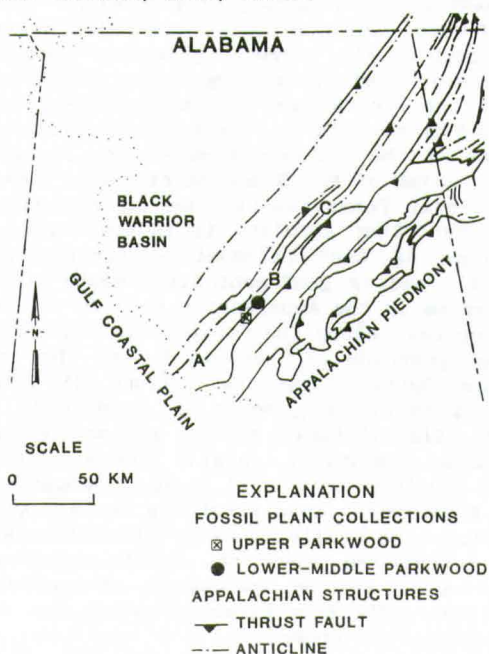 ALABAMA
BLACK
WARRIOR
BASIN
C
B
A
GULF COASTAL PLAIN
APPALACHIAN PIEDMONT
N
SCALE
0 50 KM
EXPLANATION
FOSSIL PLANT COLLECTIONS
UPPER PARKWOOD
LOWER-MIDDLE PARKWOOD
APPALACHIAN STRUCTURES
THRUST FAULT
ANTICLINE